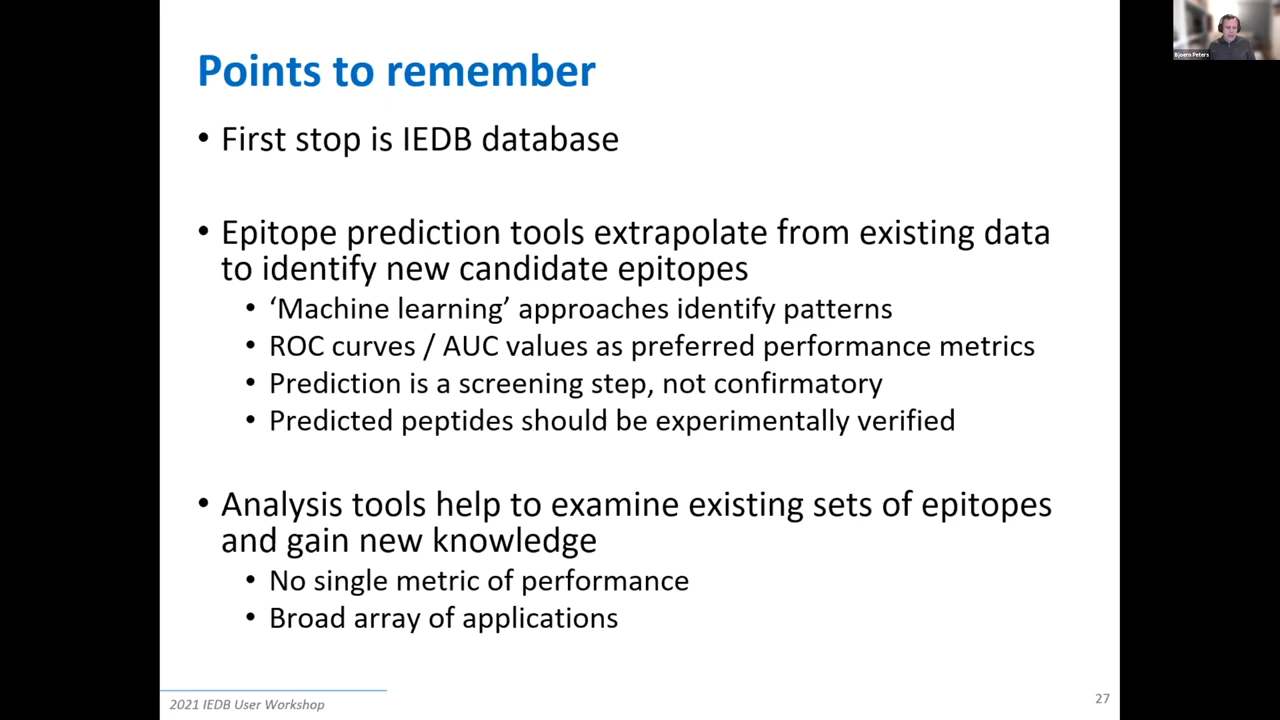 Bjoern Peters
Points to remember
• First stop is IEDB database
• Epitope prediction tools extrapolate from existing data
to identify new candidate epitopes
• ‘Machine learning’ approaches identify patterns
• ROC curves / AUC values as preferred performance metrics
• Prediction is a screening step, not confirmatory
• Predicted peptides should be experimentally verified
• Analysis tools help to examine existing sets of epitopes
and gain new knowledge
• No single metric of performance
• Broad array of applications
2021 IEDB User Workshop
27